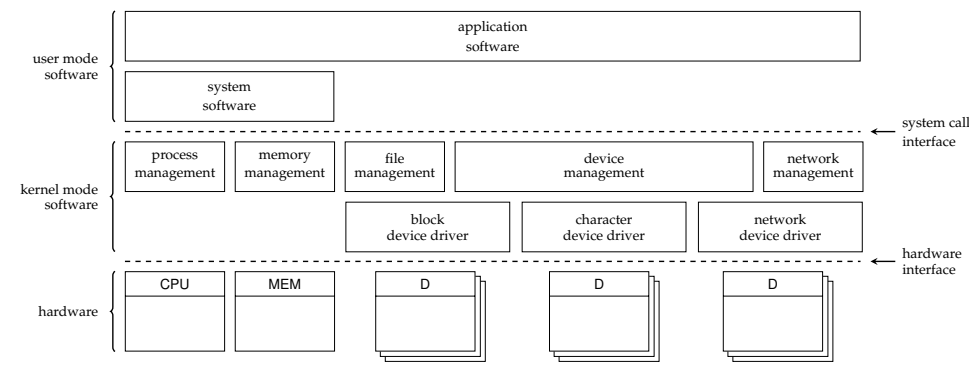 application
software
user mode
software
system
software
system call
interface
process
management
memory
management
file
management
device
management
network
management
kernel mode
software
block
device driver
character
device driver
network
device driver
hardware
interface
CPU
MEM
D
D
D
hardware